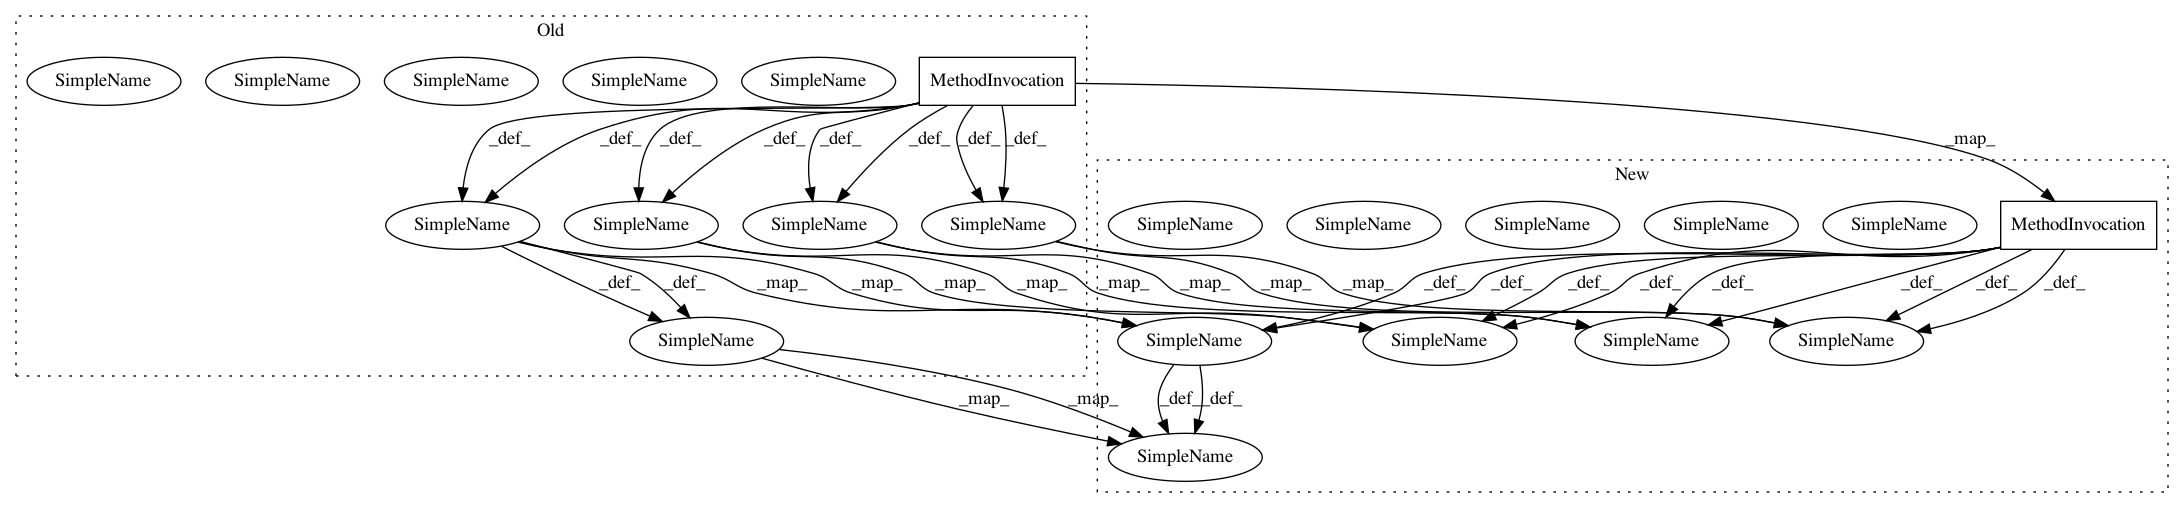 Old
SimpleName SimpleName SimpleName SimpleName SimpleName MethodInvocation
_def_ _def_ _def_ _def_ _def_ _def_ _def_ _def_ _map_
New
SimpleName SimpleName SimpleName SimpleName SimpleName SimpleName SimpleName SimpleName SimpleName MethodInvocation
_def_ _def_ _map_ _map_ _map_ _map_ _map_ _map_ _map_ _map_ _def_ _def_ _def_ _def_ _def_ _def_ _def_ _def_
SimpleName SimpleName SimpleName SimpleName SimpleName
_map_ _map_ _def_ _def_
SimpleName